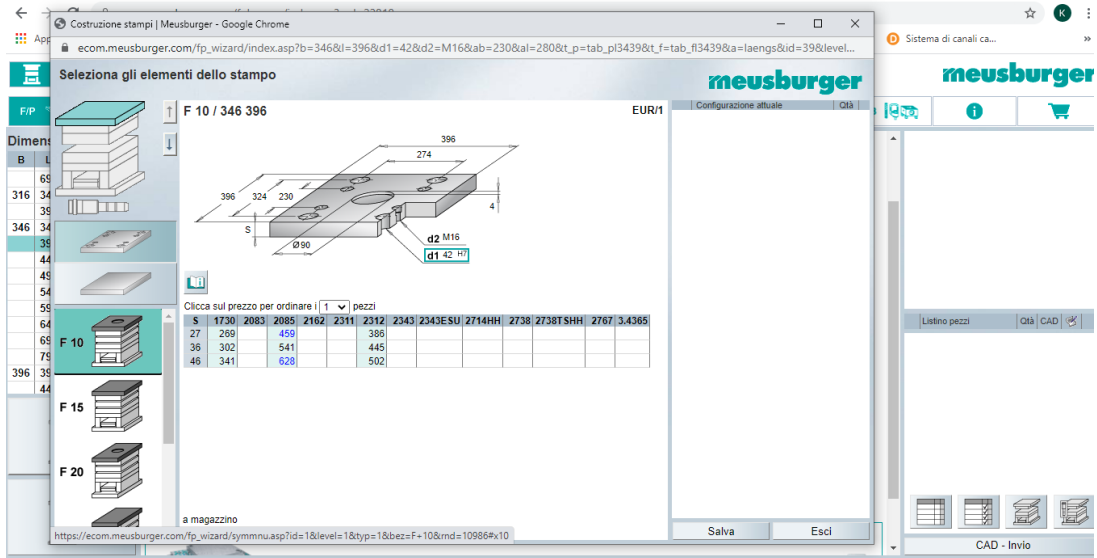 Costruzione stampi | Meusburger - Google Chrome
ecom.meusburger.com/fp_wizard/index.asp?b=346&l=396&d1=42&d2=M16&ab=230&al=280&t_p=tab_pl3439&t_f=tab_fl3439&a=laengs&id=39&level...
K
App
Sistema di canali ca...
»
Seleziona gli elementi dello stampo
meusburger
meusburger
F/P
F 10 / 346 396
EUR/1
Configurazione attuale
Qtà
Dimens
B L
69
316 34
39
346 34
39
44
49
54
59
64
69
79
396 39
44
396
274
396 324 230
4
S
Ø90
d2 M16
d1 42 H7
Clicca sul prezzo per ordinare i 1 pezzi
S 1730 2083 2085 2162 2311 2312 2343 2343ESU 2714HH 2738 2738TSHH 2767 3.4365
27 269 459 386
36 302 541 445
46 341 628 502
F 10
F 15
F 20
Listino pezzi
Qtà
CAD
a magazzino
https://ecom.meusburger.com/fp_wizard/symmnu.asp?id=1&level=1&typ=1&bez=F+10&rnd=10986#x10
Salva
Esci
CAD - Invio